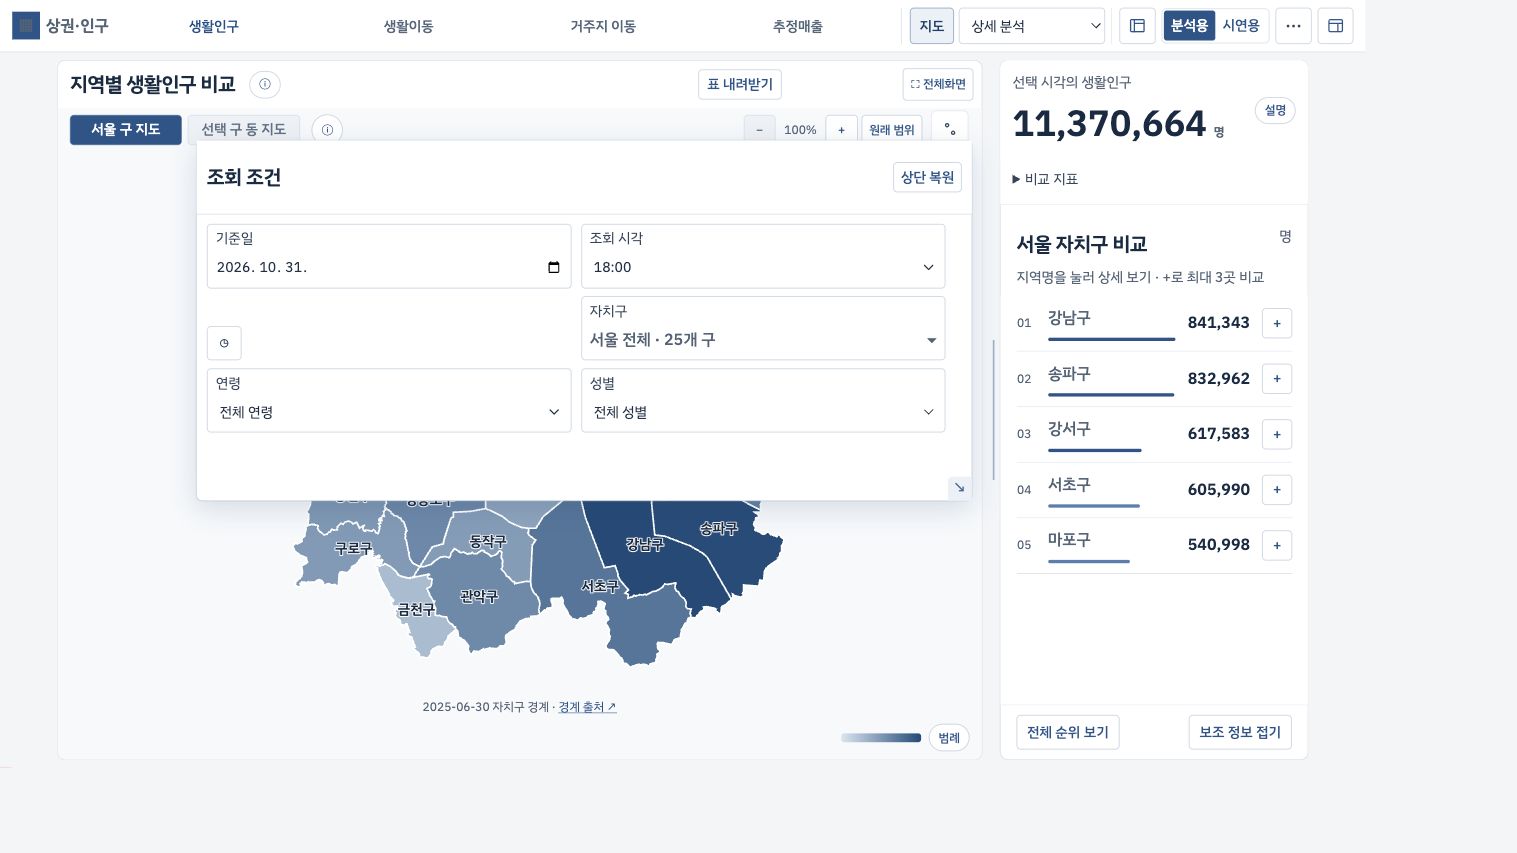 상권·인구
생활인구
생활이동
거주지 이동
추정매출
지도
상세 분석
분석용
시연용
지역별 생활인구 비교
표 내려받기
전체화면
서울 구 지도
선택 구 동 지도
−
100%
+
원래 범위
조회 조건
상단 복원
기준일
2026. 10. 31.
조회 시각
18:00
자치구
서울 전체 · 25개 구
연령
전체 연령
성별
전체 성별
송파구
동작구
강남구
구로구
서초구
관악구
금천구
2025-06-30 자치구 경계 · 경계 출처 ↗
범례
선택 시각의 생활인구
설명
11,370,664 명
▶ 비교 지표
서울 자치구 비교
명
지역명을 눌러 상세 보기 · +로 최대 3곳 비교
01 강남구 841,343 +
02 송파구 832,962 +
03 강서구 617,583 +
04 서초구 605,990 +
05 마포구 540,998 +
전체 순위 보기
보조 정보 접기